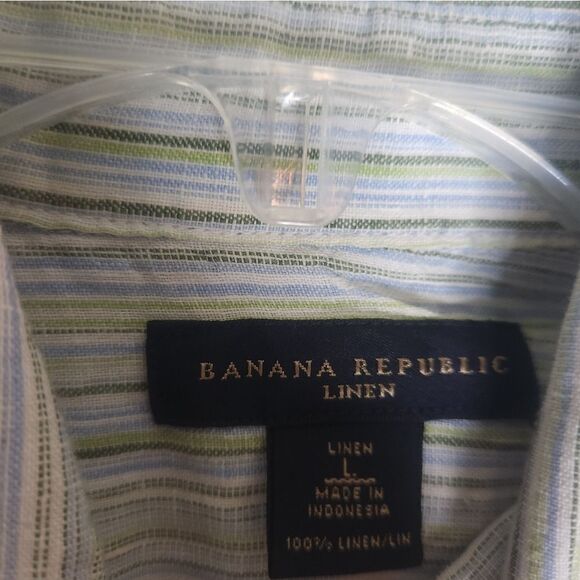 BANANA REPUBLIC
LINEN
LINEN
L.
MADE IN
INDONESIA
100% LINEN/LIN